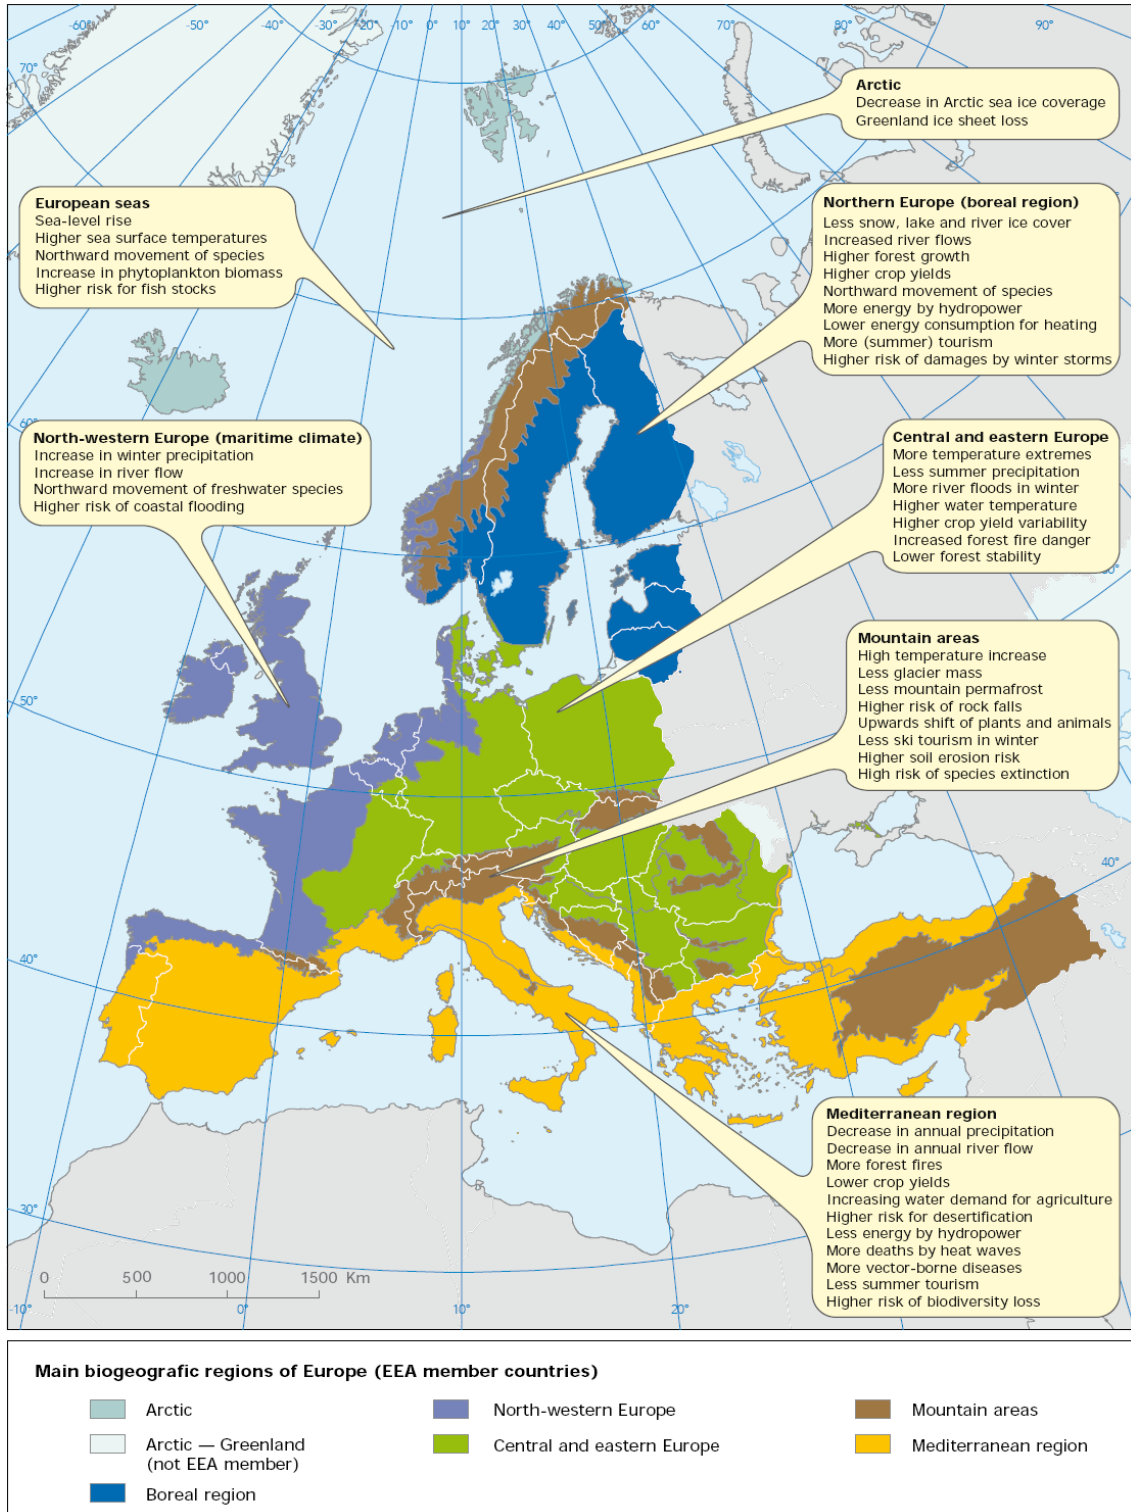 -60°
-50°
-40°
-30°
-20°
-10°
0°
10°
20°
30°
40°
50°
60°
70°
80°
90°
70°
Arctic
Decrease in Arctic sea ice coverage
Greenland ice sheet loss
European seas
Sea-level rise
Higher sea surface temperatures
Northward movement of species
Increase in phytoplankton biomass
Higher risk for fish stocks
Northern Europe (boreal region)
Less snow, lake and river ice cover
Increased river flows
Higher forest growth
Higher crop yields
Northward movement of species
More energy by hydropower
Lower energy consumption for heating
More (summer) tourism
Higher risk of damages by winter storms
North-western Europe (maritime climate)
Increase in winter precipitation
Increase in river flow
Northward movement of freshwater species
Higher risk of coastal flooding
Central and eastern Europe
More temperature extremes
Less summer precipitation
More river floods in winter
Higher water temperature
Higher crop yield variability
Increased forest fire danger
Lower forest stability
Mountain areas
High temperature increase
Less glacier mass
Less mountain permafrost
Higher risk of rock falls
Upwards shift of plants and animals
Less ski tourism in winter
Higher soil erosion risk
High risk of species extinction
50°
40°
40°
Mediterranean region
Decrease in annual precipitation
Decrease in annual river flow
More forest fires
Lower crop yields
Increasing water demand for agriculture
Higher risk for desertification
Less energy by hydropower
More deaths by heat waves
More vector-borne diseases
Less summer tourism
Higher risk of biodiversity loss
30°
0 500 1000 1500 Km
-10° 0° 10° 20°
Main biogeografic regions of Europe (EEA member countries)
Arctic
Arctic — Greenland
(not EEA member)
Boreal region
North-western Europe
Central and eastern Europe
Mountain areas
Mediterranean region